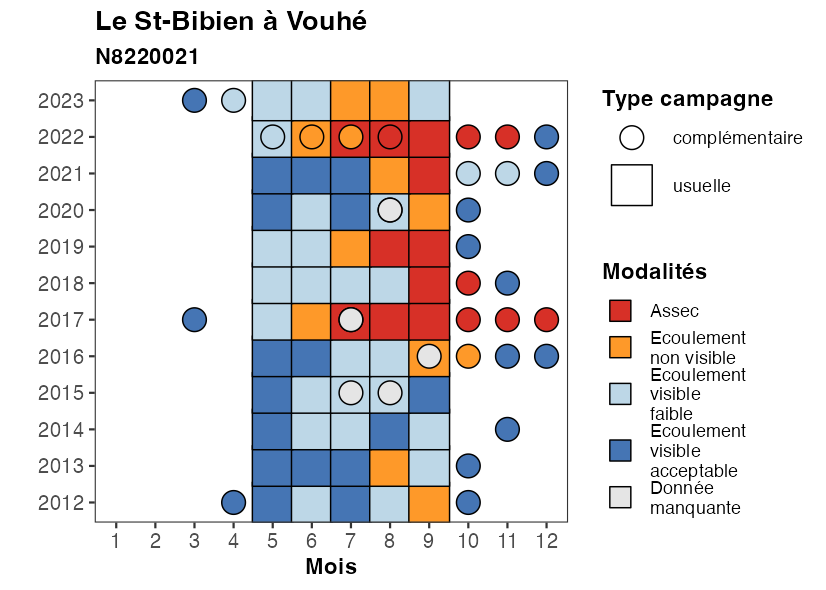 Le St-Bibien à Vouhé
N8220021
2023
2022
2021
2020
2019
2018
2017
2016
2015
2014
2013
2012
1 2 3 4 5 6 7 8 9 10 11 12
Mois
Type campagne
complémentaire
usuelle
Modalités
Assec
Ecoulement
non visible
Ecoulement
visible
faible
Ecoulement
visible
acceptable
Donnée
manquante